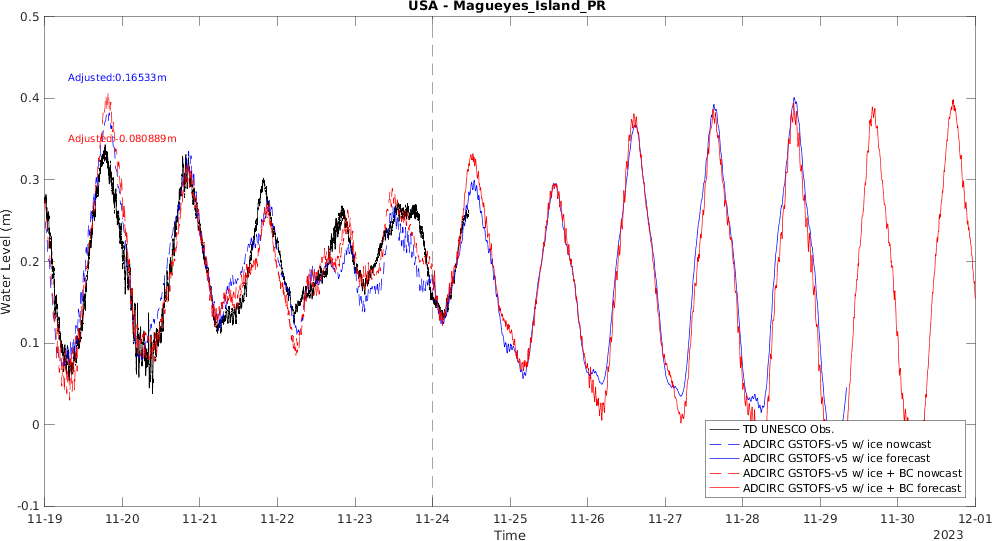 USA - Magueyes_Island_PR
0.5
Adjusted:0.16533m
0.4
Adjusted:-0.080889m
0.3
Water Level (m)
0.2
0.1
0
-0.1
TD UNESCO Obs.
ADCIRC GSTOFS-v5 w/ ice nowcast
ADCIRC GSTOFS-v5 w/ ice forecast
ADCIRC GSTOFS-v5 w/ ice + BC nowcast
ADCIRC GSTOFS-v5 w/ ice + BC forecast
11-19 11-20 11-21 11-22 11-23 11-24 11-25 11-26 11-27 11-28 11-29 11-30 12-01
Time
2023